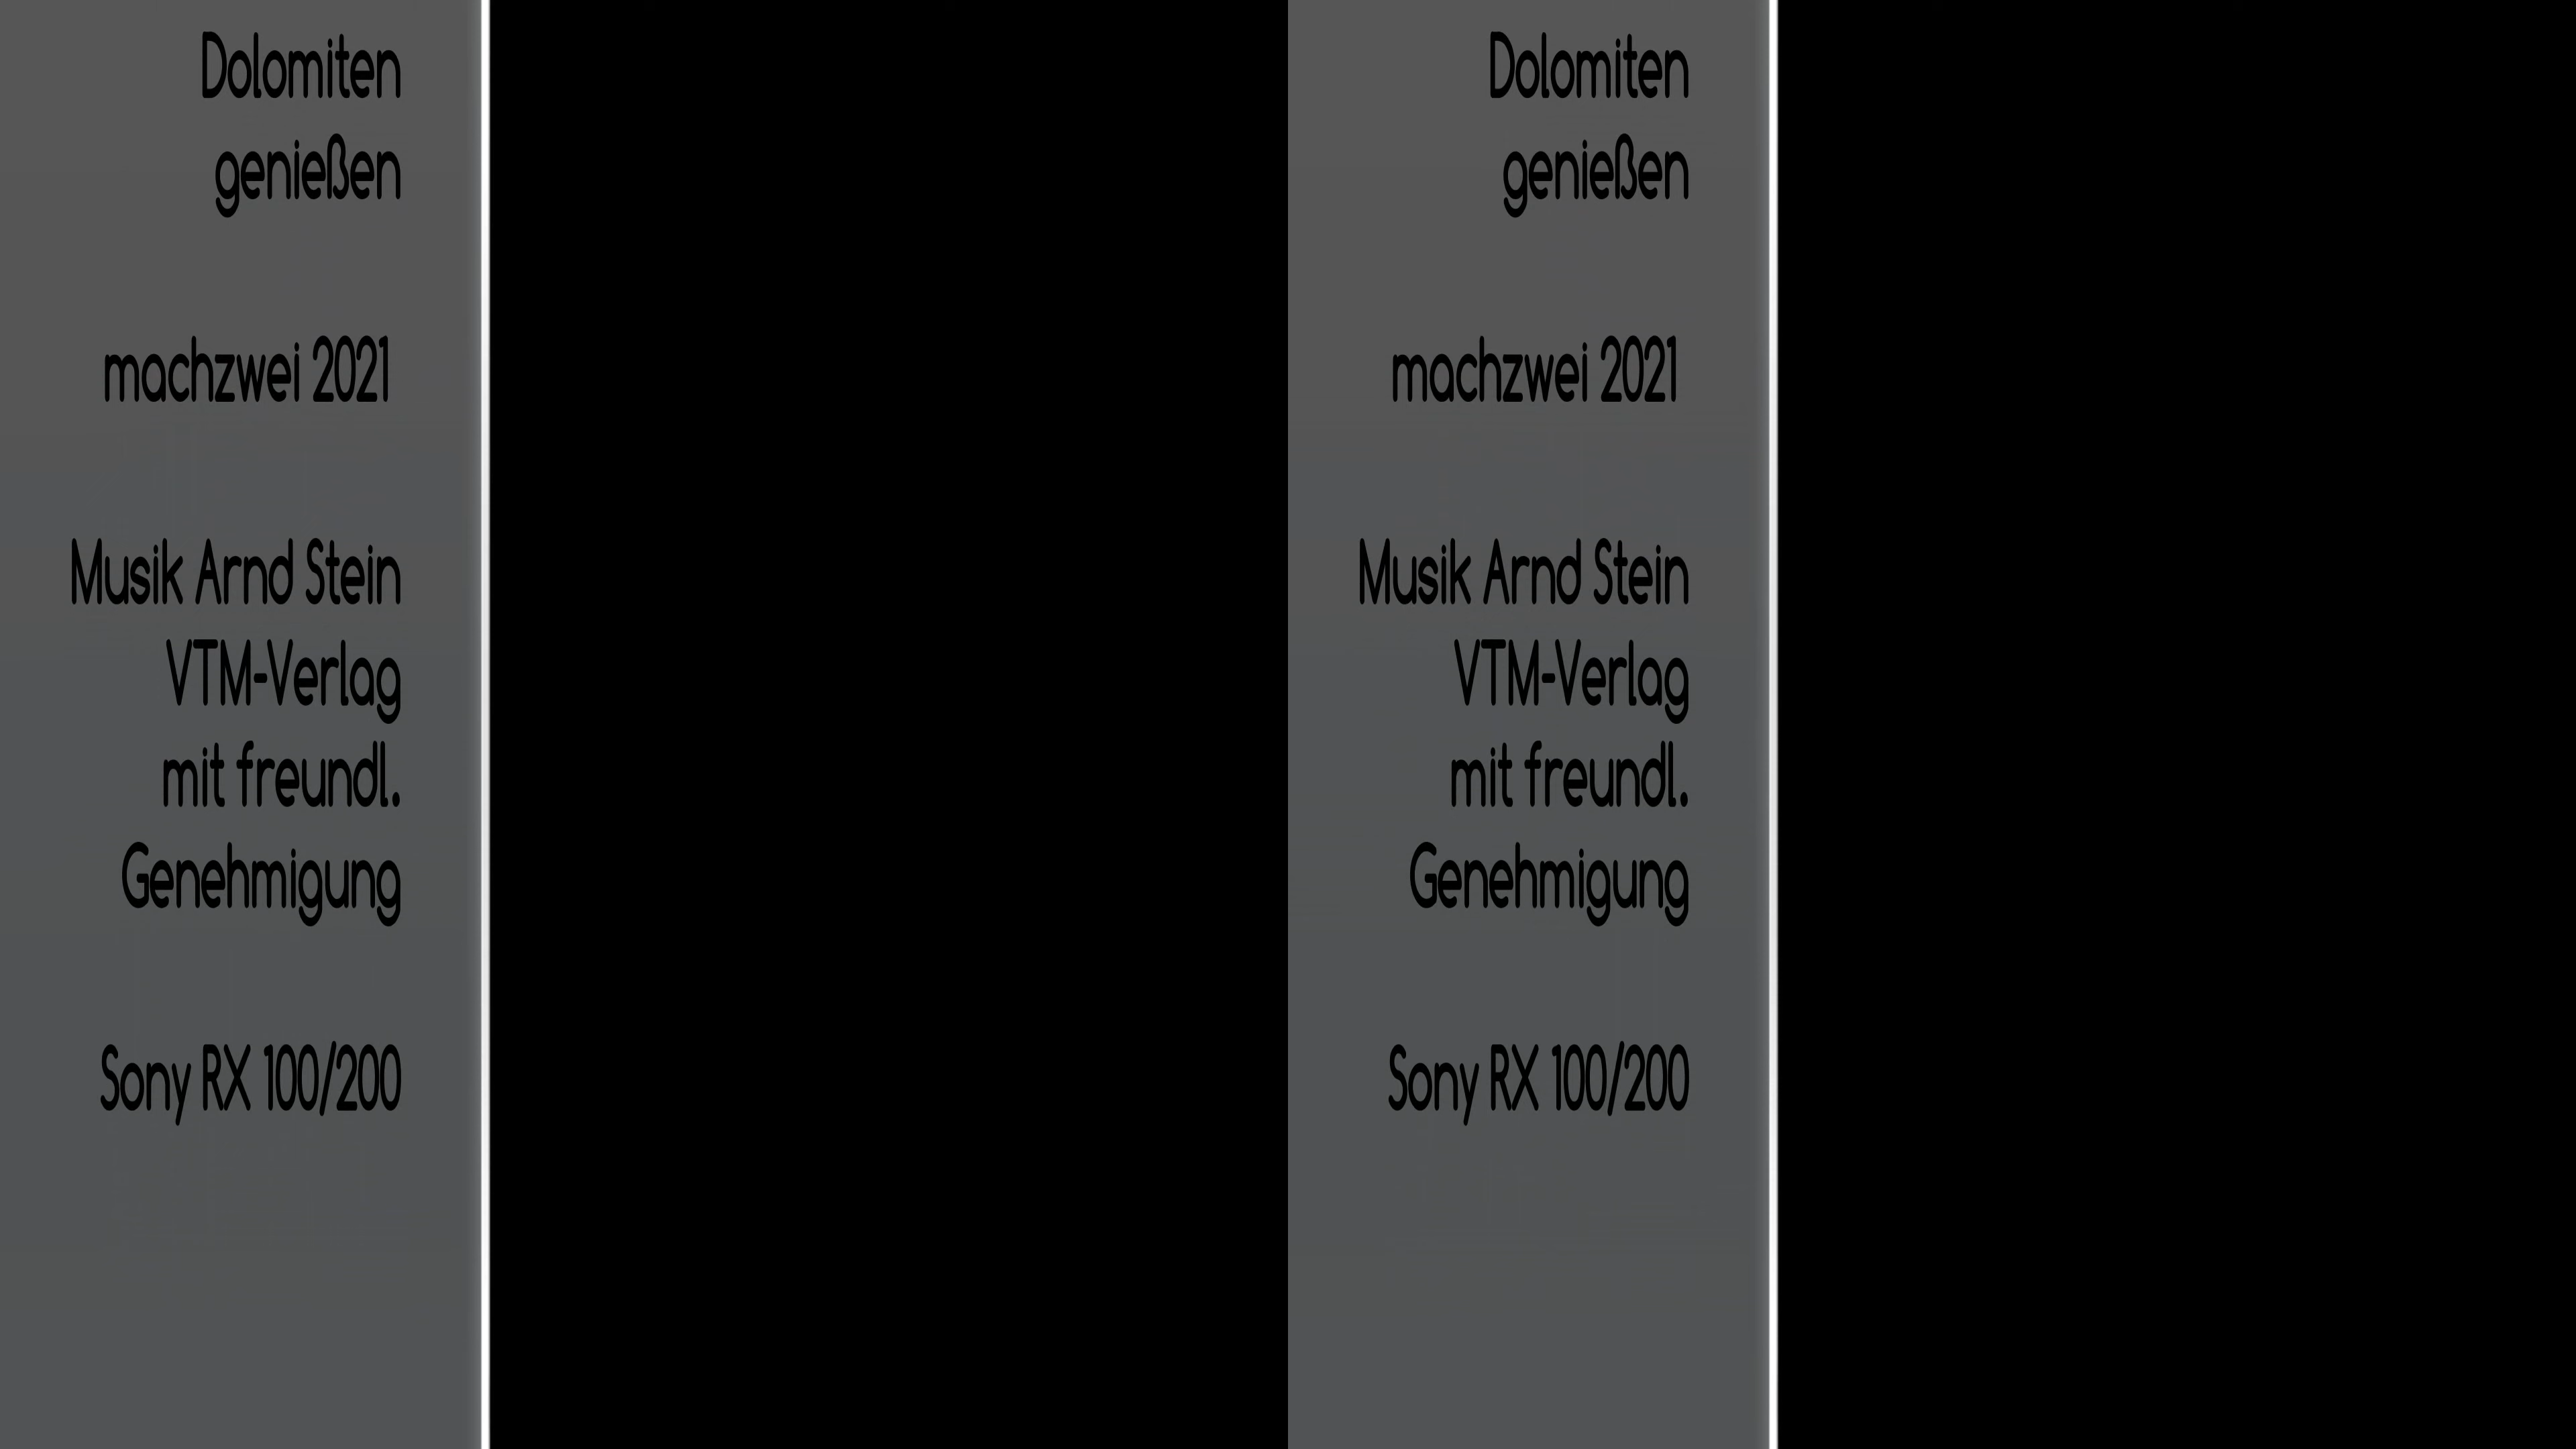 Dolomiten
genießen
machzwei 2021
Musik Arnd Stein
VTM-Verlag
mit freundl.
Genehmigung
Sony RX 100/200
Dolomiten
genießen
machzwei 2021
Musik Arnd Stein
VTM-Verlag
mit freundl.
Genehmigung
Sony RX 100/200